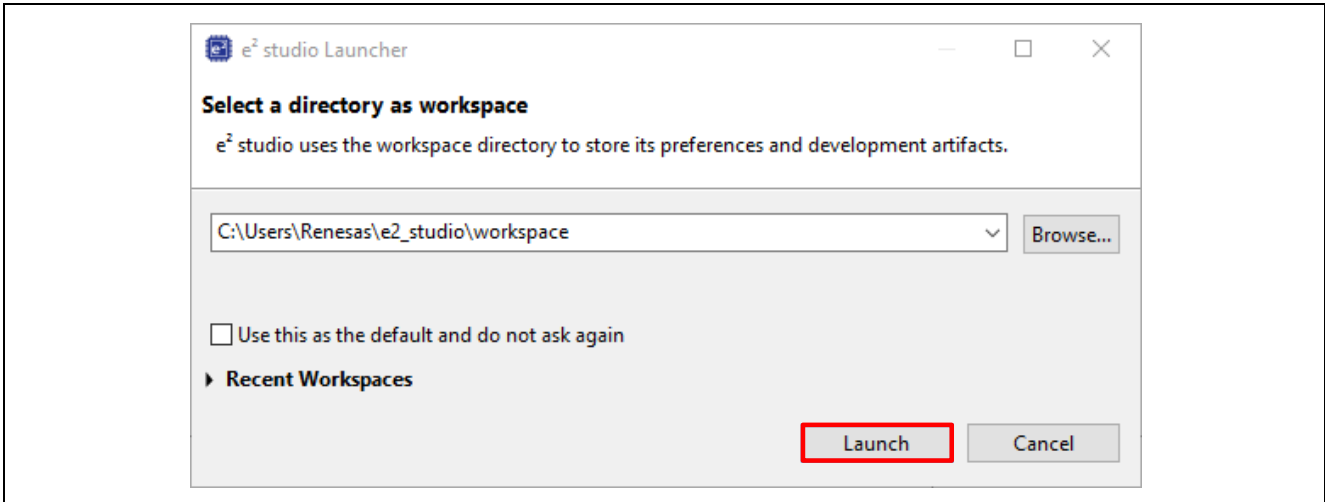 e² studio Launcher
Select a directory as workspace
e² studio uses the workspace directory to store its preferences and development artifacts.
C:\Users\Renesas\e2_studio\workspace
Browse...
Use this as the default and do not ask again
Recent Workspaces
Launch Cancel